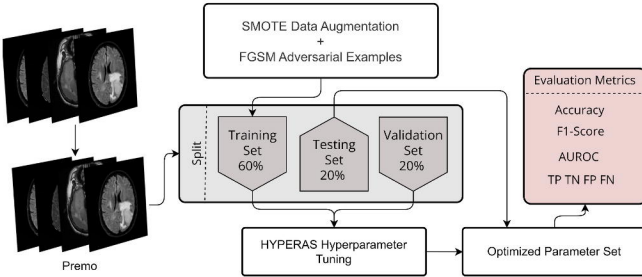 SMOTE Data Augmentation
+
FGSM Adversarial Examples
Evaluation Metrics
Accuracy
F1-Score
AUROC
TP TN FP FN
Split
Training
Set
60%
Testing
Set
20%
Validation
Set
20%
HYPERAS Hyperparameter
Tuning
Optimized Parameter Set
Premo